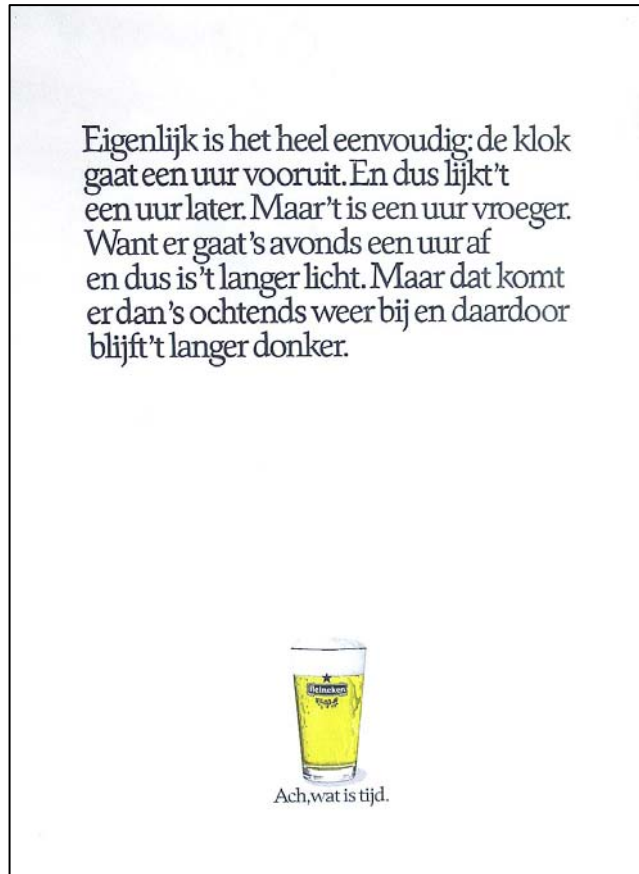 Eigenlijk is het heel eenvoudig: de klok
gaat een uur vooruit. En dus lijkt 't
een uur later. Maar 't is een uur vroeger.
Want er gaat 's avonds een uur af
en dus is 't langer licht. Maar dat komt
er dan 's ochtends weer bij en daardoor
blijft 't langer donker.
Heineken
Ach, wat is tijd.